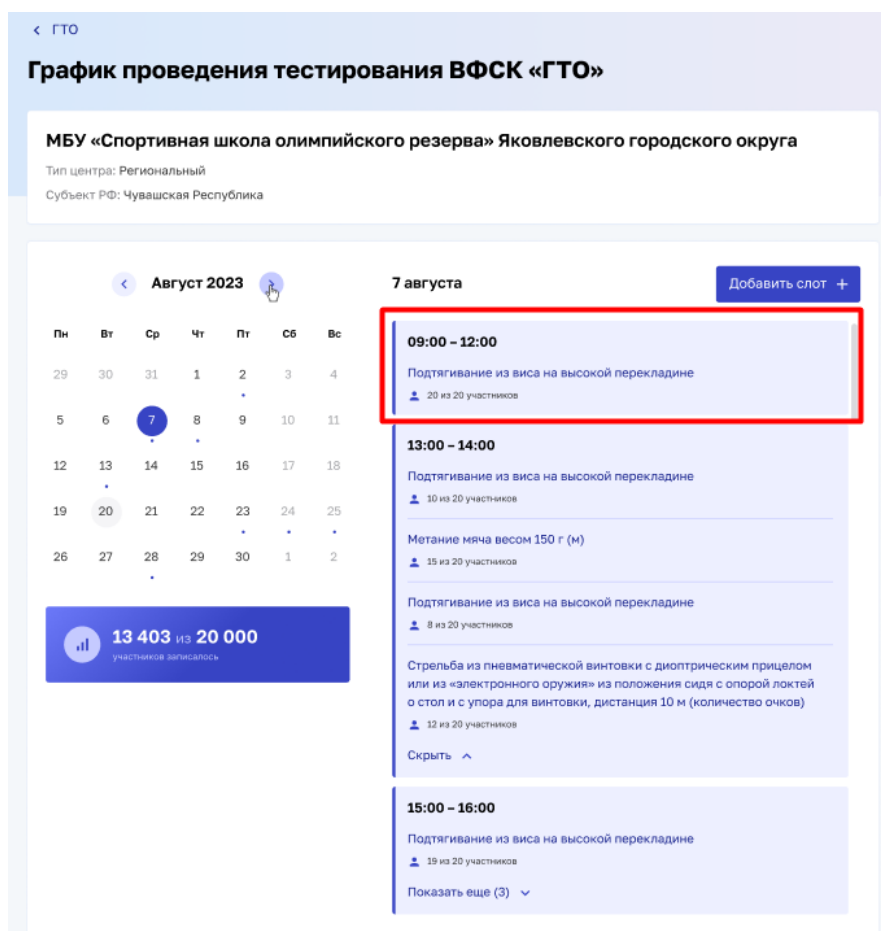 ГТО
График проведения тестирования ВФСК «ГТО»
МБУ «Спортивная школа олимпийского резерва» Яковлевского городского округа
Тип центра: Региональный
Субъект РФ: Чувашская Республика
Август 2023
Пн Вт Ср Чт Пт Сб Вс
29 30 31 1 2 3 4
5 6 7 8 9 10 11
12 13 14 15 16 17 18
19 20 21 22 23 24 25
26 27 28 29 30 1 2
13 403 из 20 000
участников записалось
7 августа
Добавить слот +
09:00 – 12:00
Подтягивание из виса на высокой перекладине
20 из 20 участников
13:00 – 14:00
Подтягивание из виса на высокой перекладине
10 из 20 участников
Метание мяча весом 150 г (м)
15 из 20 участников
Подтягивание из виса на высокой перекладине
8 из 20 участников
Стрельба из пневматической винтовки с диоптрическим прицелом
или из «электронного оружия» из положения сидя с опорой локтей
о стол и с упора для винтовки, дистанция 10 м (количество очков)
12 из 20 участников
Скрыть
15:00 – 16:00
Подтягивание из виса на высокой перекладине
19 из 20 участников
Показать еще (3)